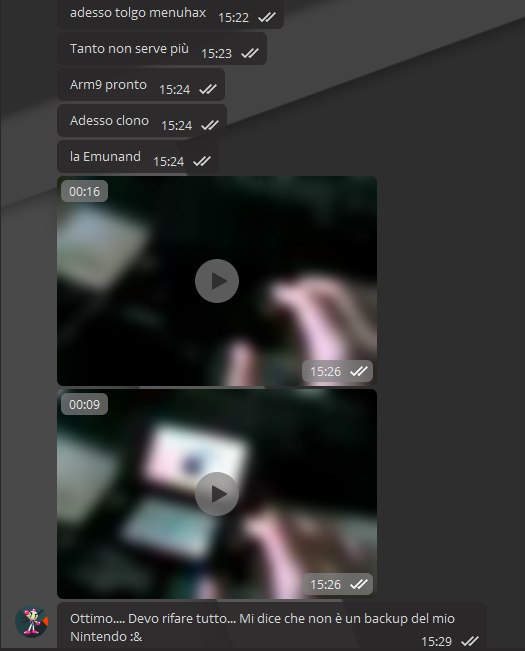 adesso tolgo menuhax 15:22
Tanto non serve più 15:23
Arm9 pronto 15:24
Adesso clono 15:24
la Emunand 15:24
00:16
15:26
00:09
15:26
Ottimo.... Devo rifare tutto... Mi dice che non è un backup del mio
Nintendo :& 15:29